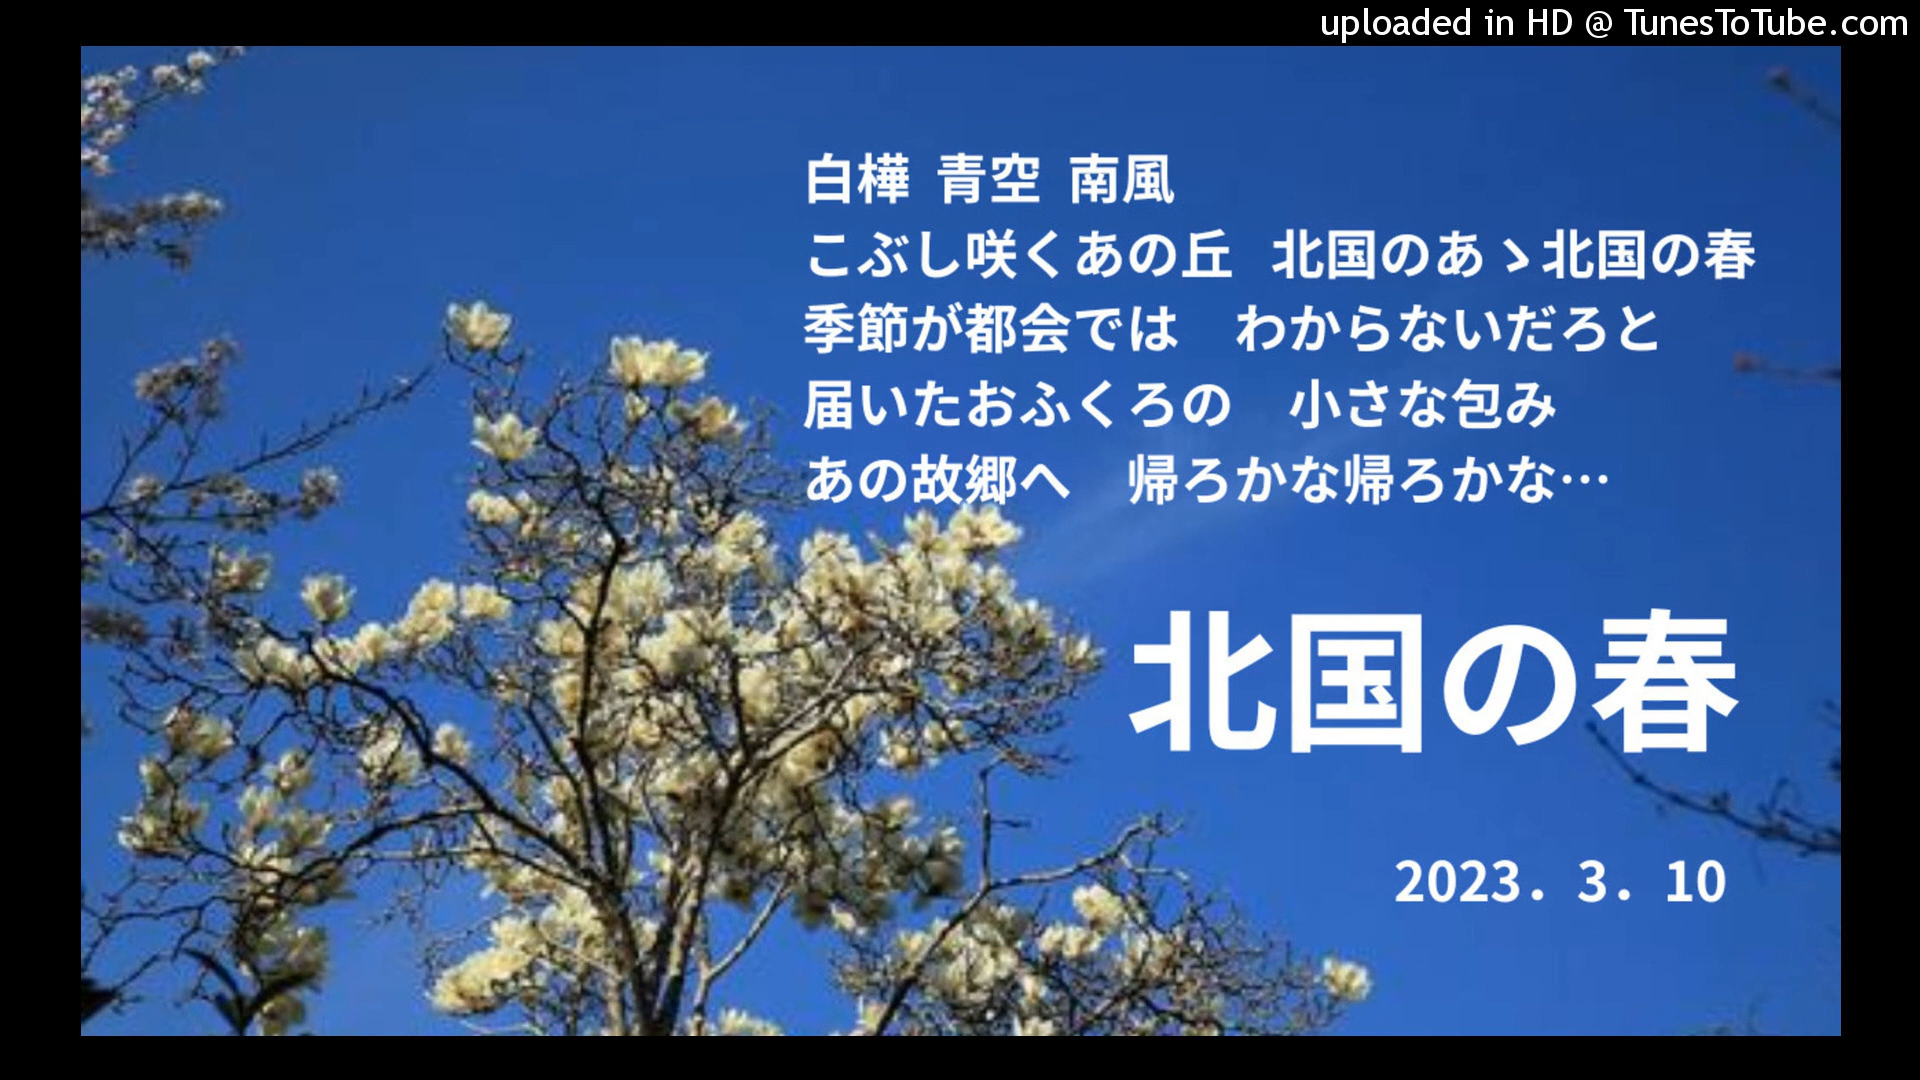 uploaded in HD @ TunesToTube.com
白樺 青空 南風
こぶし咲くあの丘 北国のあゝ北国の春
季節が都会では　わからないだろと
届いたおふくろの　小さな包み
あの故郷へ　帰ろかな帰ろかな…
北国の春
2023．3．10